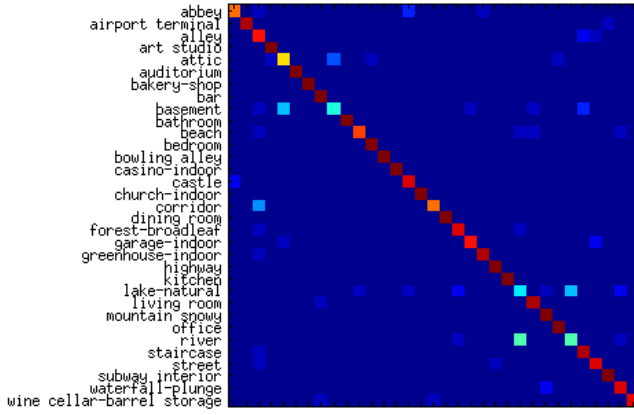 abbey
airport terminal
alley
art studio
attic
auditorium
bakery-shop
bar
basement
bathroom
beach
bedroom
bowling alley
casino-indoor
castle
church-indoor
corridor
dining room
forest-broadleaf
garage-indoor
greenhouse-indoor
highway
kitchen
lake-natural
living room
mountain snowy
office
river
staircase
street
subway interior
waterfall-plunge
wine cellar-barrel storage